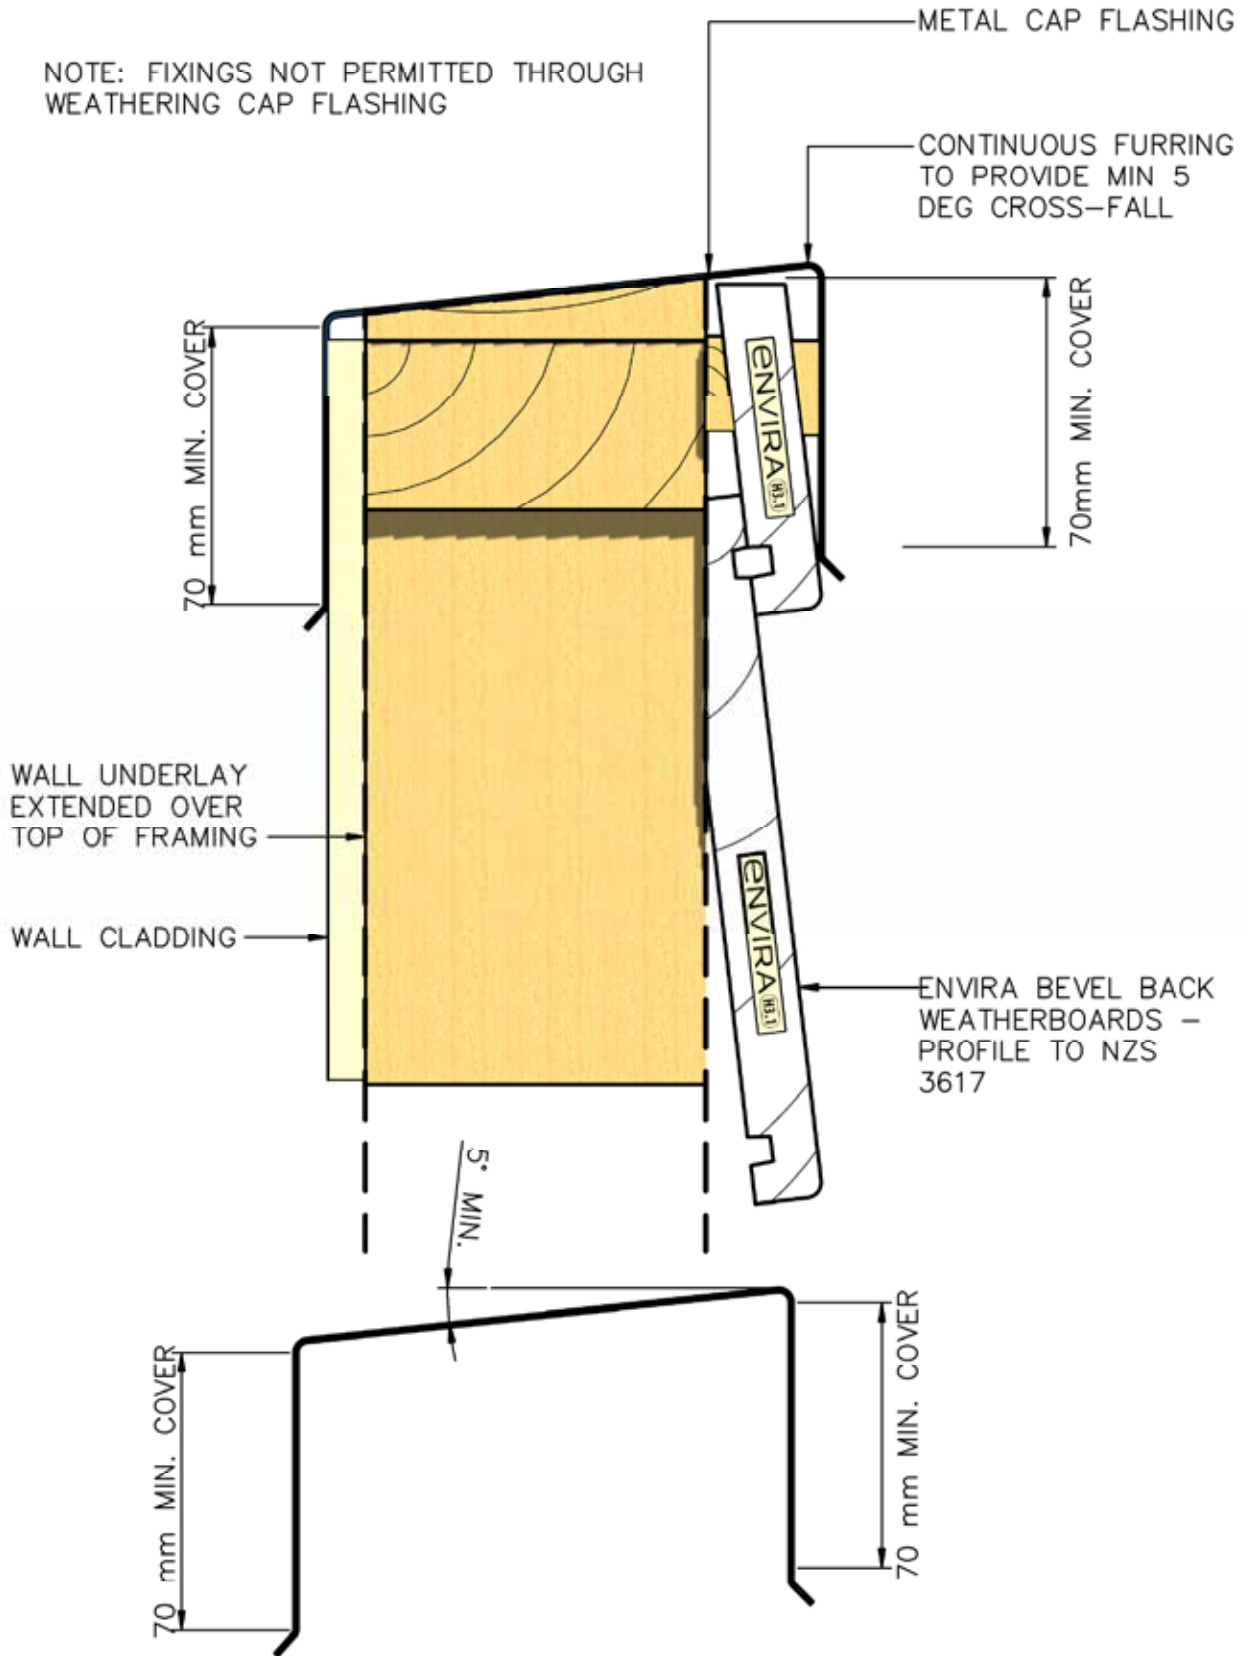 METAL CAP FLASHING
NOTE: FIXINGS NOT PERMITTED THROUGH
WEATHERING CAP FLASHING
CONTINUOUS FURRING
TO PROVIDE MIN 5
DEG CROSS-FALL
70 mm MIN. COVER
70mm MIN. COVER
ENVIRA H3.1
WALL UNDERLAY
EXTENDED OVER
TOP OF FRAMING
WALL CLADDING
ENVIRA H3.1
ENVIRA BEVEL BACK
WEATHERBOARDS -
PROFILE TO NZS
3617
5° MIN.
70 mm MIN. COVER
70 mm MIN. COVER